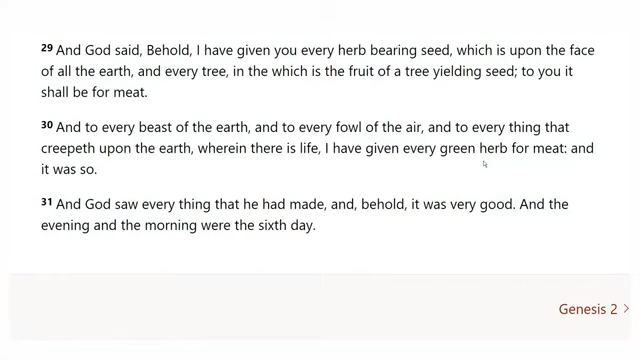 29 And God said, Behold, I have given you every herb bearing seed, which is upon the face
of all the earth, and every tree, in the which is the fruit of a tree yielding seed; to you it
shall be for meat.
30 And to every beast of the earth, and to every fowl of the air, and to every thing that
creepeth upon the earth, wherein there is life, I have given every green herb for meat: and
it was so.
31 And God saw every thing that he had made, and, behold, it was very good. And the
evening and the morning were the sixth day.
Genesis 2 >